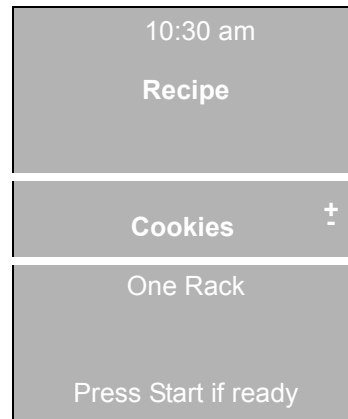 10:30 am
Recipe
+
-
Cookies
One Rack
Press Start if ready